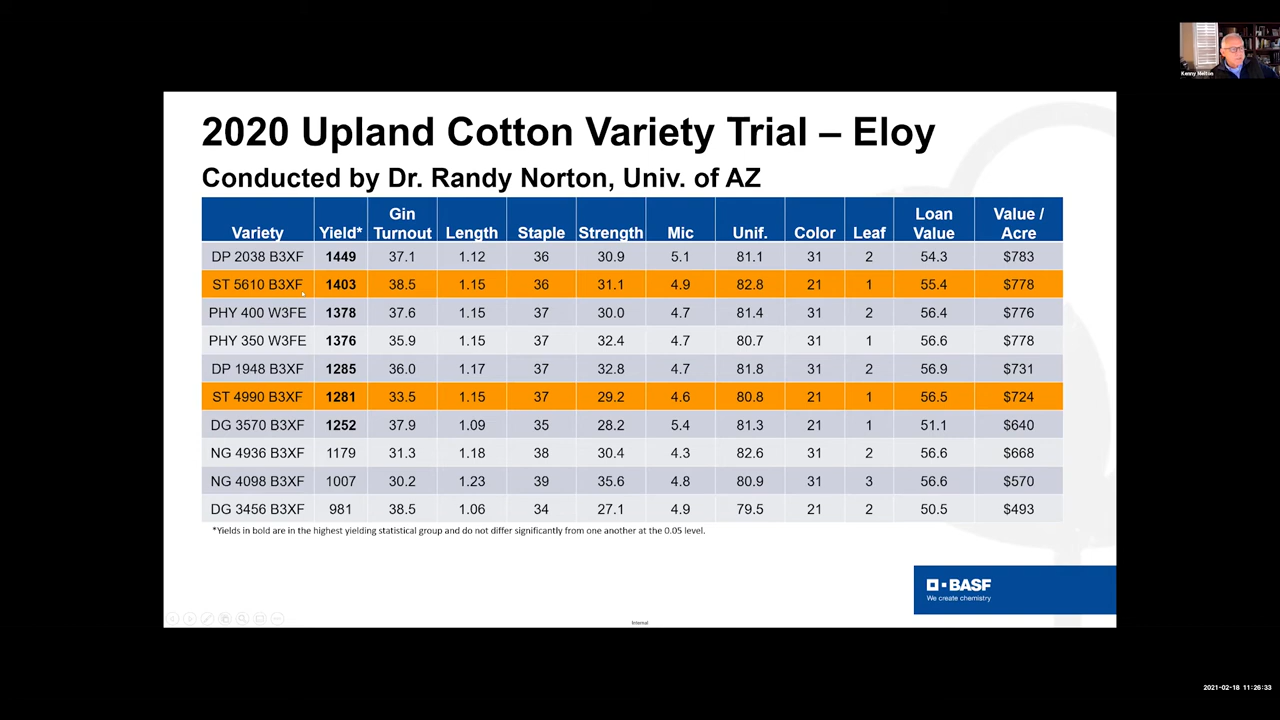 Kenny Melton
2020 Upland Cotton Variety Trial – Eloy
Conducted by Dr. Randy Norton, Univ. of AZ
Variety Yield* Gin Turnout Length Staple Strength Mic Unif. Color Leaf Loan Value Value / Acre
DP 2038 B3XF 1449 37.1 1.12 36 30.9 5.1 81.1 31 2 54.3 $783
ST 5610 B3XF 1403 38.5 1.15 36 31.1 4.9 82.8 21 1 55.4 $778
PHY 400 W3FE 1378 37.6 1.15 37 30.0 4.7 81.4 31 2 56.4 $776
PHY 350 W3FE 1376 35.9 1.15 37 32.4 4.7 80.7 31 1 56.6 $778
DP 1948 B3XF 1285 36.0 1.17 37 32.8 4.7 81.8 31 2 56.9 $731
ST 4990 B3XF 1281 33.5 1.15 37 29.2 4.6 80.8 21 1 56.5 $724
DG 3570 B3XF 1252 37.9 1.09 35 28.2 5.4 81.3 21 1 51.1 $640
NG 4936 B3XF 1179 31.3 1.18 38 30.4 4.3 82.6 31 2 56.6 $668
NG 4098 B3XF 1007 30.2 1.23 39 35.6 4.8 80.9 31 3 56.6 $570
DG 3456 B3XF 981 38.5 1.06 34 27.1 4.9 79.5 21 2 50.5 $493
*Yields in bold are in the highest yielding statistical group and do not differ significantly from one another at the 0.05 level.
BASF
We create chemistry
Internal
2021-02-18 11:26:33